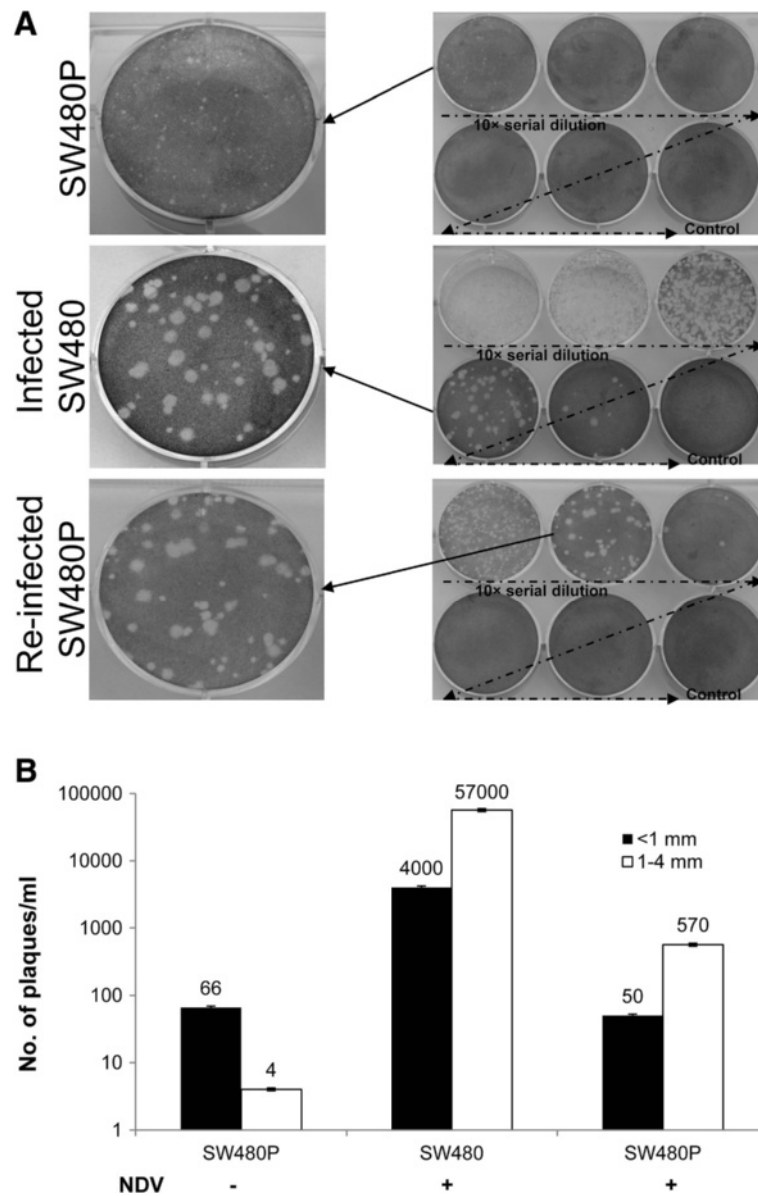 A
SW480P
10× serial dilution
Control
Infected
SW480
10× serial dilution
Control
Re-infected
SW480P
10× serial dilution
Control
B
No. of plaques/ml
100000
10000
1000
100
10
1
66
4
4000
57000
50
570
<1 mm
1-4 mm
SW480P SW480 SW480P
NDV - + +